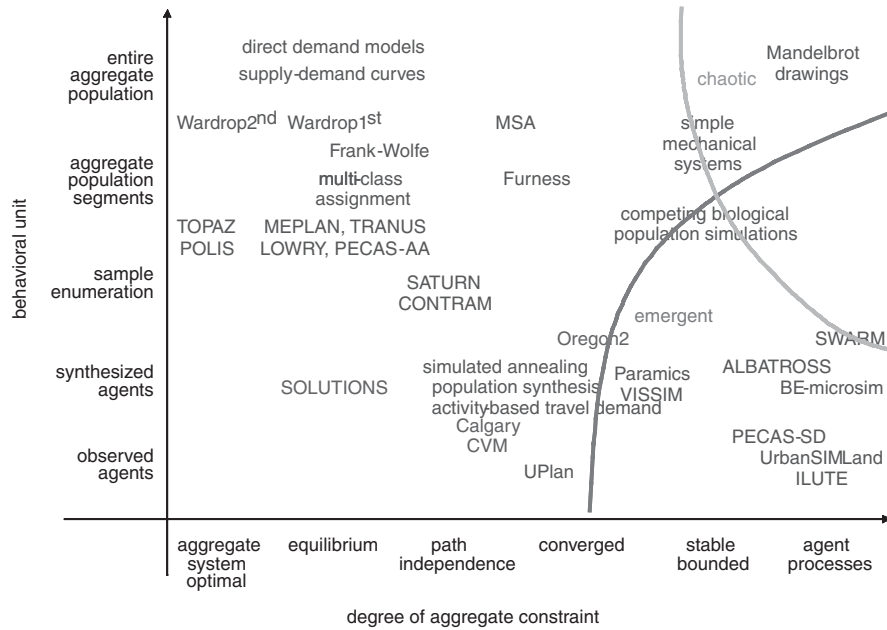 entire
aggregate
population
aggregate
population
segments
sample
enumeration
synthesized
agents
observed
agents
behavioral unit
direct demand models
supply-demand curves
Mandelbrot
drawings
chaotic
Wardrop2nd
Wardrop1st
MSA
simple
mechanical
systems
Frank-Wolfe
multi-class
assignment
Furness
competing biological
population simulations
TOPAZ
POLIS
MEPLAN, TRANUS
LOWRY, PECAS-AA
SATURN
CONTRAM
emergent
Oregon2
SWARM
SOLUTIONS
simulated annealing
population synthesis
activity-based travel demand
Paramics
VISSIM
ALBATROSS
BE-microsim
Calgary
CVM
UPlan
PECAS-SD
UrbanSIMLand
ILUTE
aggregate
system
optimal
equilibrium
path
independence
converged
stable
bounded
agent
processes
degree of aggregate constraint